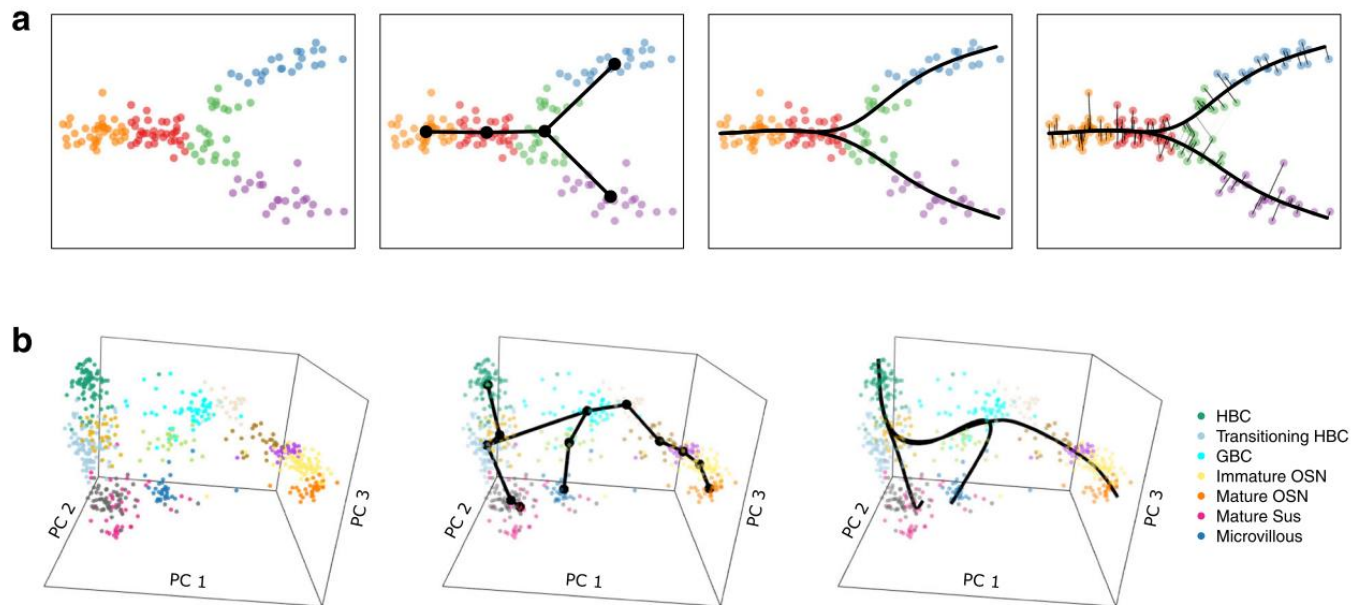 a
b
PC 2
PC 1
PC 3
PC 2
PC 1
PC 3
PC 2
PC 1
PC 3
HBC
Transitioning HBC
GBC
Immature OSN
Mature OSN
Mature Sus
Microvillous